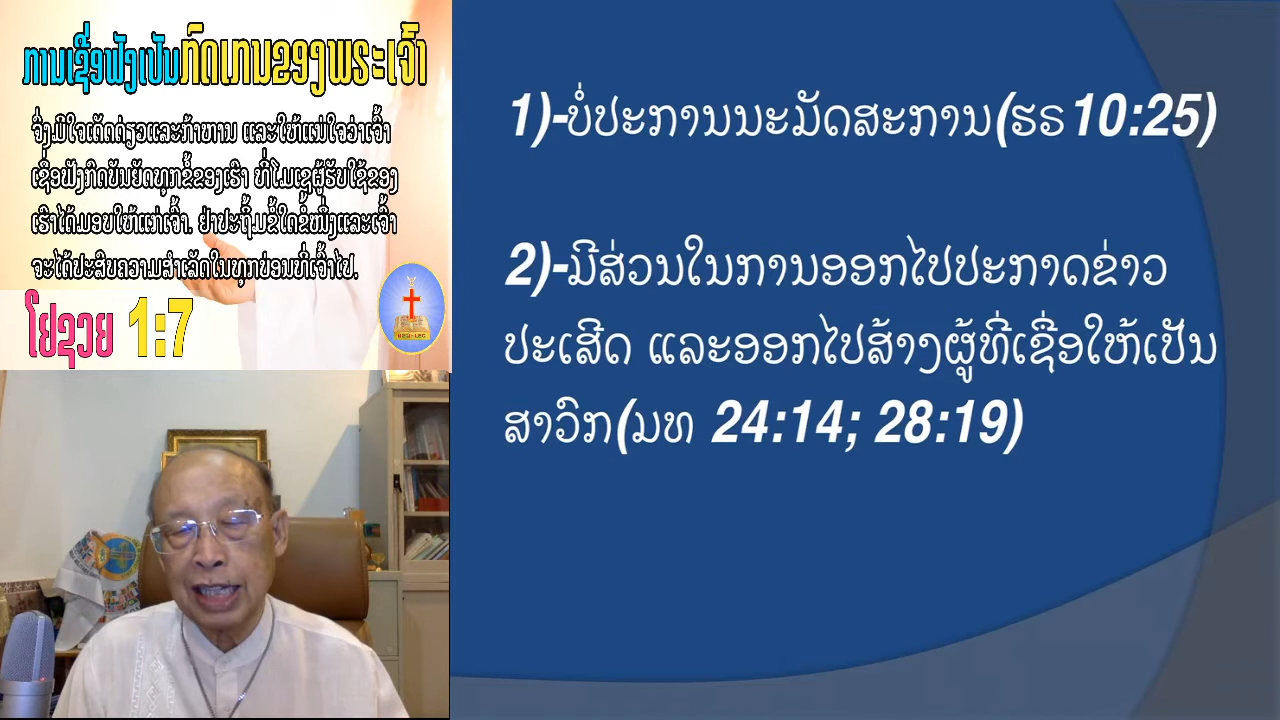 ການເຊື່ອຟັງເປັນກົດເກນຂອງພຣະເຈົ້າ
ຈົ່ງມີໃຈເດັດດ່ຽວແລະກ້າຫານ ແລະໃຫ້ແນ່ໃຈວ່າເຈົ້າ
ເຊື່ອຟັງກົດບັນຍັດທຸກຂໍ້ຂອງເຮົາ ທີ່ໂມເຊຜູ້ຮັບໃຊ້ຂອງ
ເຮົາໄດ້ມອບໃຫ້ແກ່ເຈົ້າ. ຢ່າປະຖິ້ມຂໍ້ໃດຂໍ້ໜຶ່ງແລະເຈົ້າ
ຈະໄດ້ປະສົບຄວາມສຳເລັດໃນທຸກບ່ອນທີ່ເຈົ້າໄປ.
ໂຢຊວຍ 1:7
1)-ບໍ່ປະການນະມັດສະການ(ຮຣ 10:25)
2)-ມີສ່ວນໃນການອອກໄປປະກາດຂ່າວ
ປະເສີດ ແລະອອກໄປສ້າງຜູ້ທີ່ເຊື່ອໃຫ້ເປັນ
ສາວົກ(ມທ 24:14; 28:19)